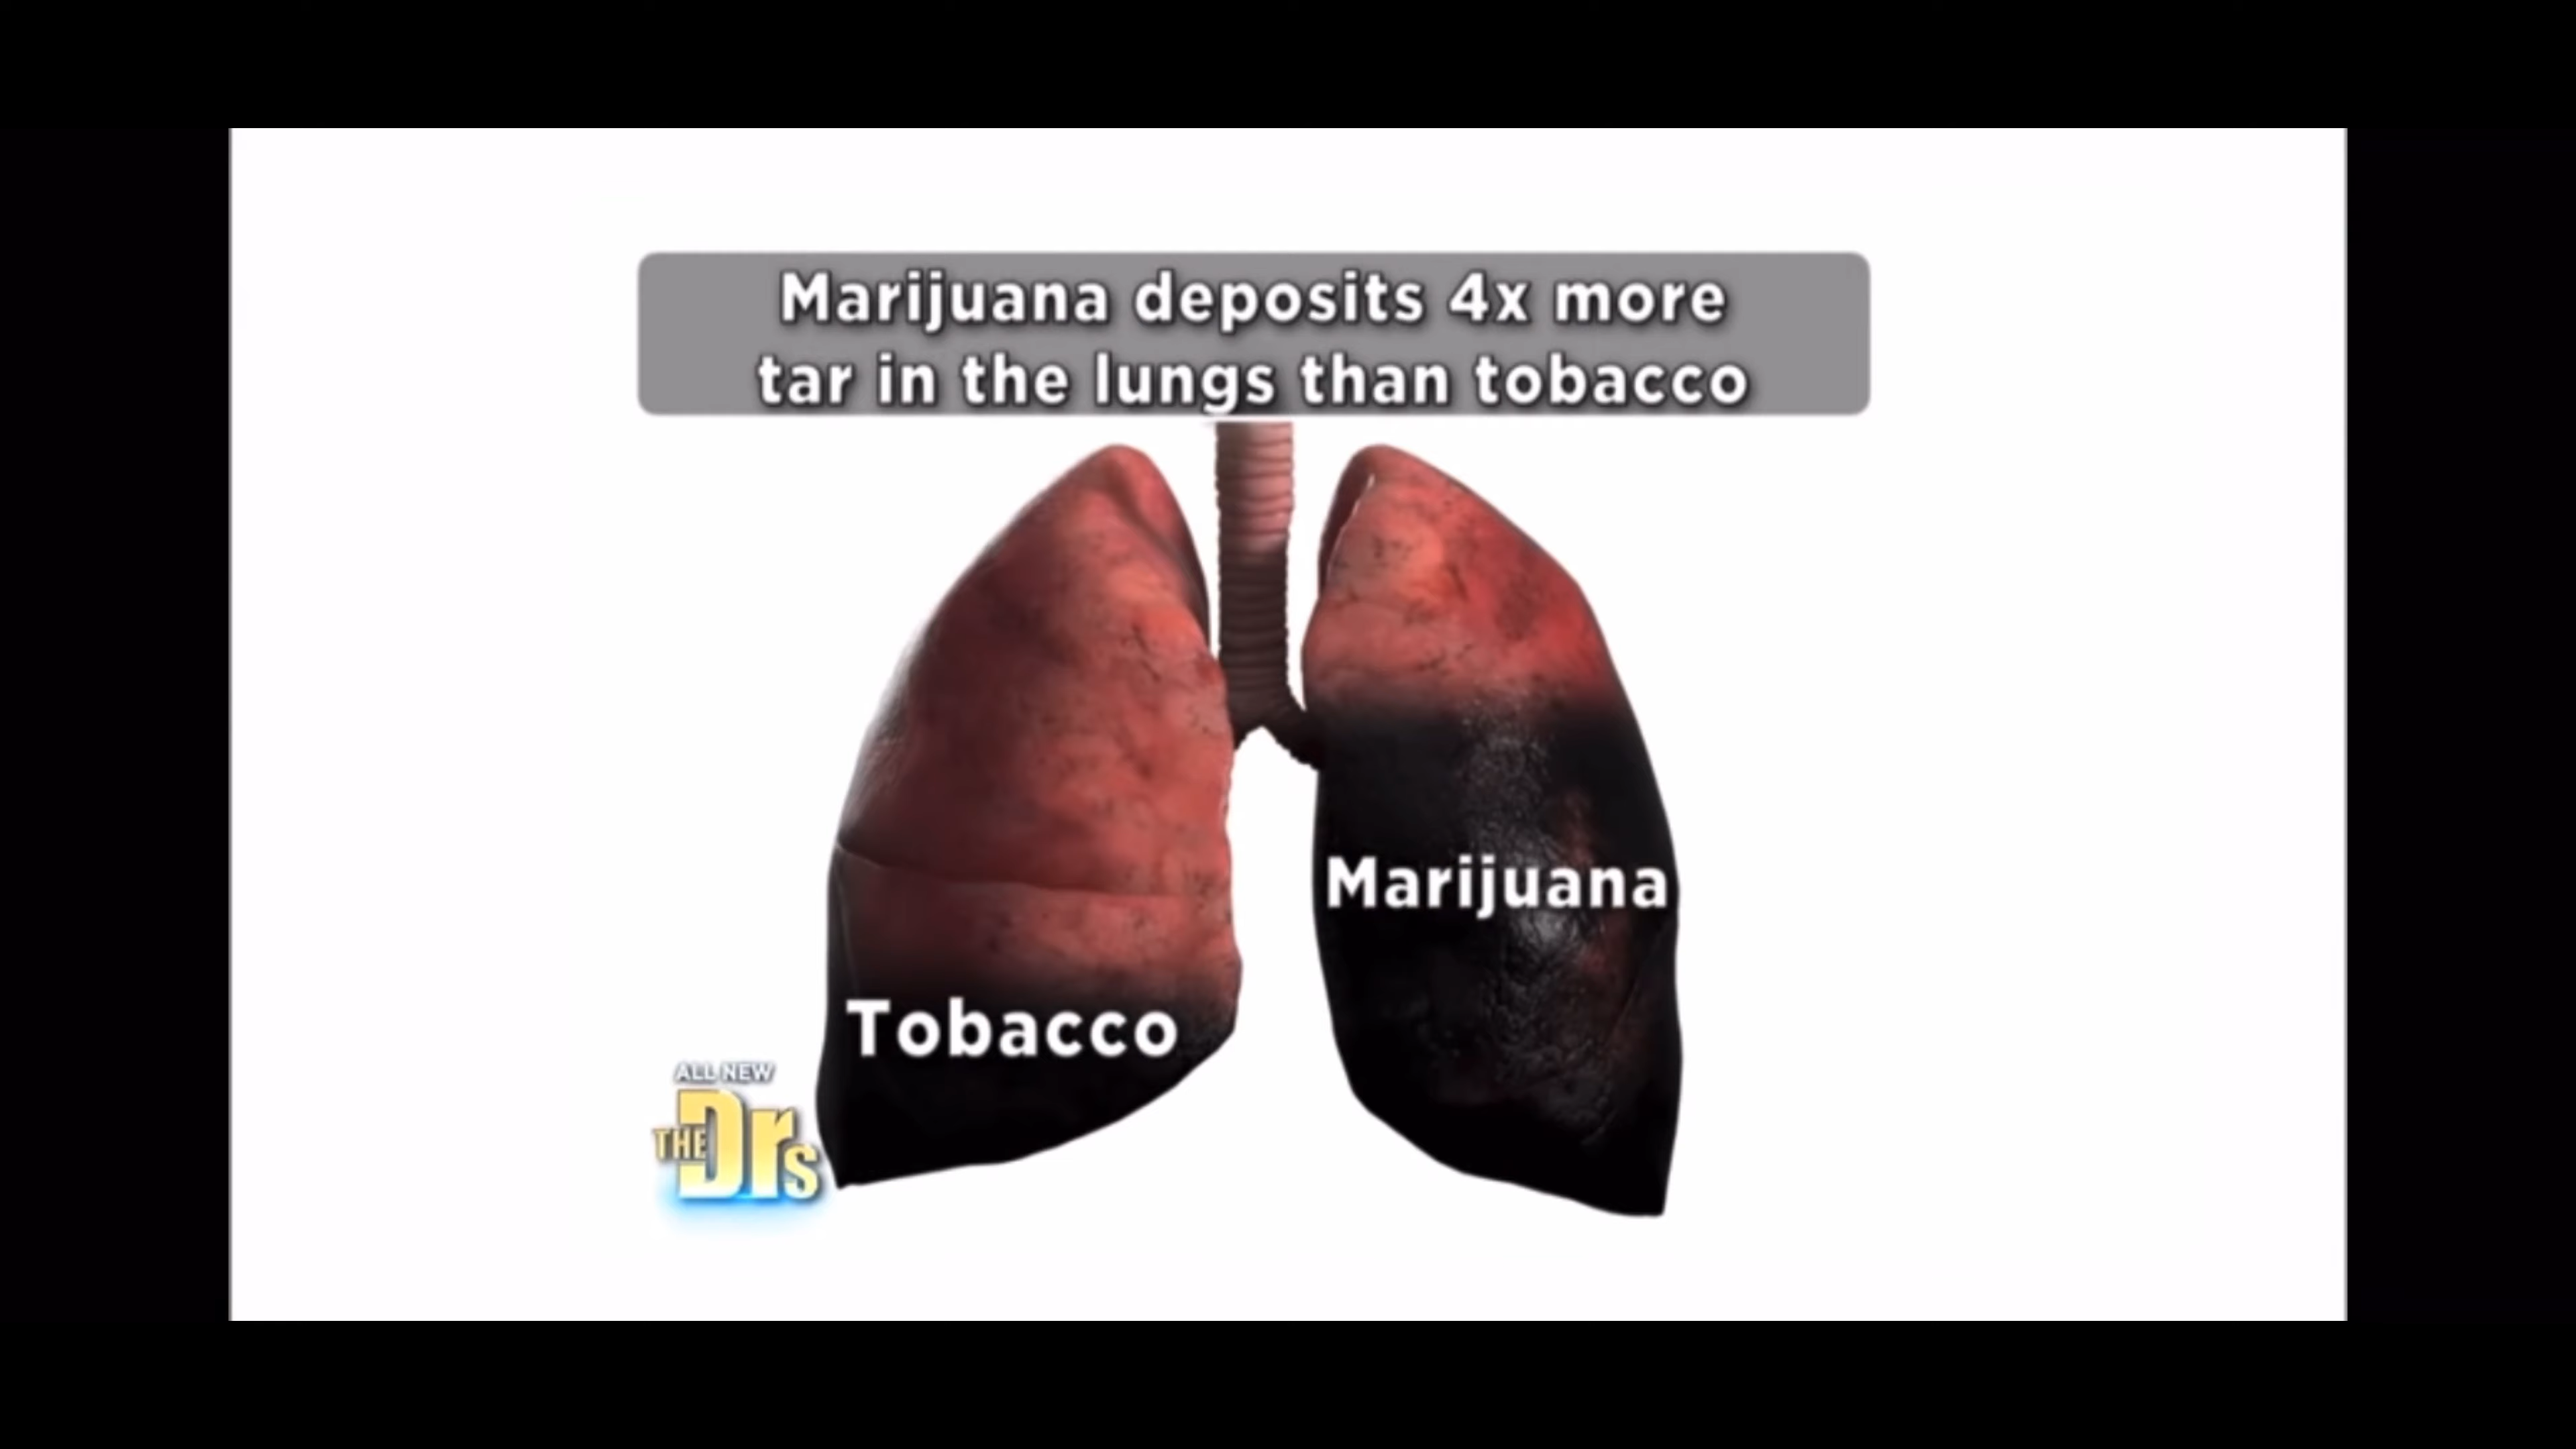 Marijuana deposits 4x more
tar in the lungs than tobacco
Marijuana
Tobacco
ALL NEW
THE Drs